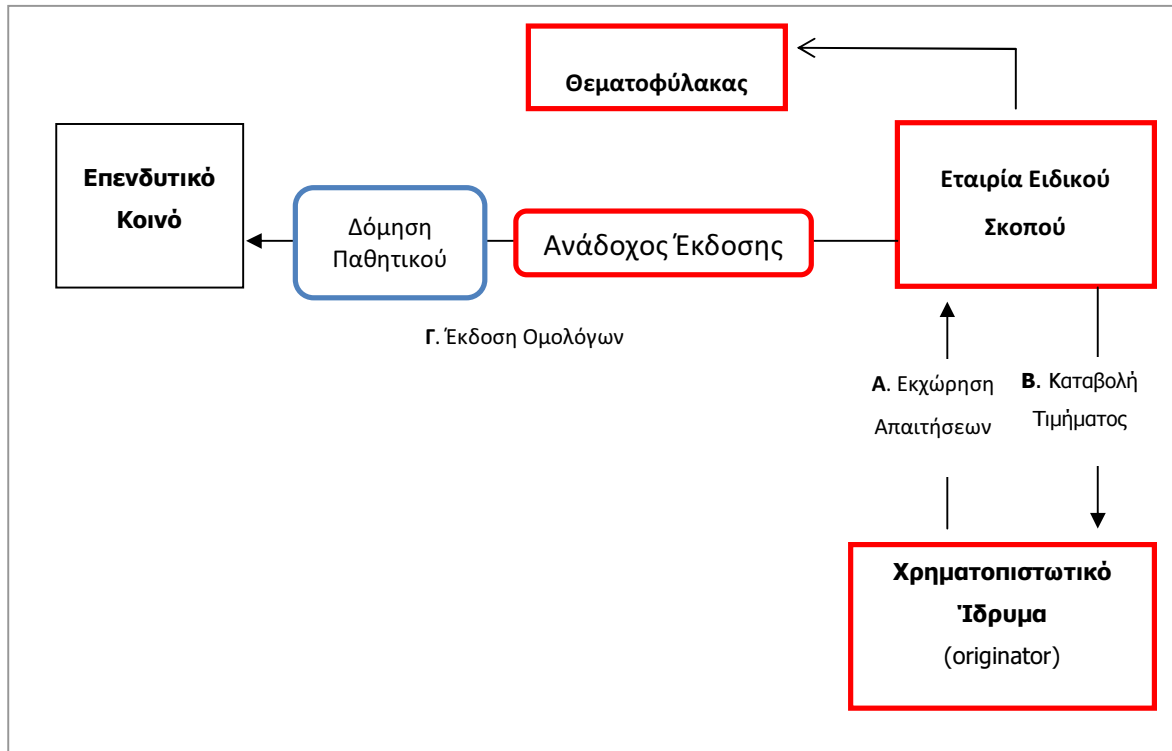 Θεματοφύλακας
Επενδυτικό
Κοινό
Δόμηση
Παθητικού
Ανάδοχος Έκδοσης
Εταιρία Ειδικού
Σκοπού
Γ. Έκδοση Ομολόγων
Α. Εκχώρηση
Απαιτήσεων
Β. Καταβολή
Τιμήματος
Χρηματοπιστωτικό
Ίδρυμα
(originator)